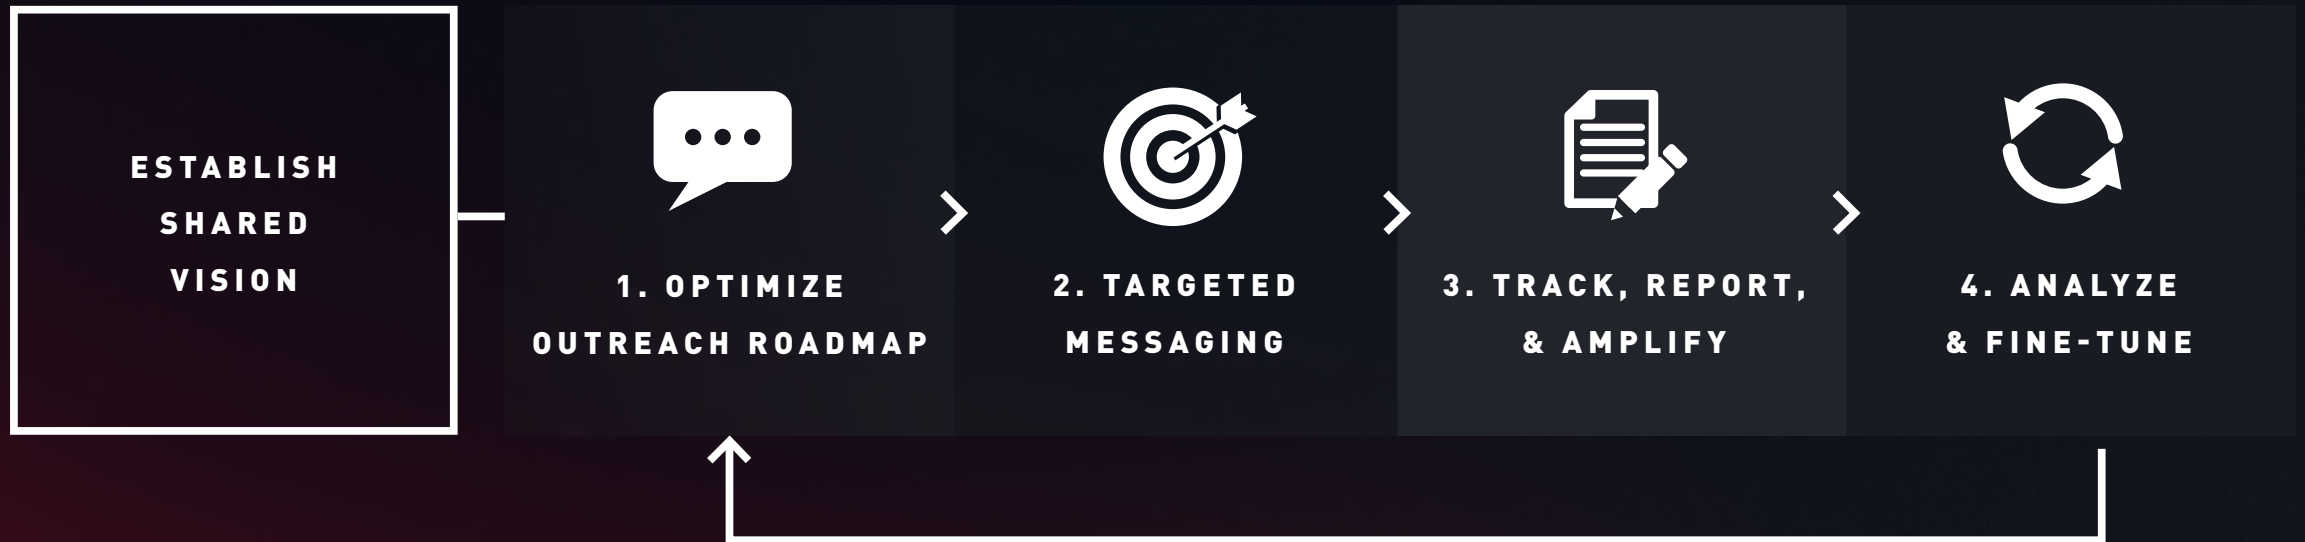 ESTABLISH
SHARED
VISION
1. OPTIMIZE
OUTREACH ROADMAP
2. TARGETED
MESSAGING
3. TRACK, REPORT,
& AMPLIFY
4. ANALYZE
& FINE-TUNE